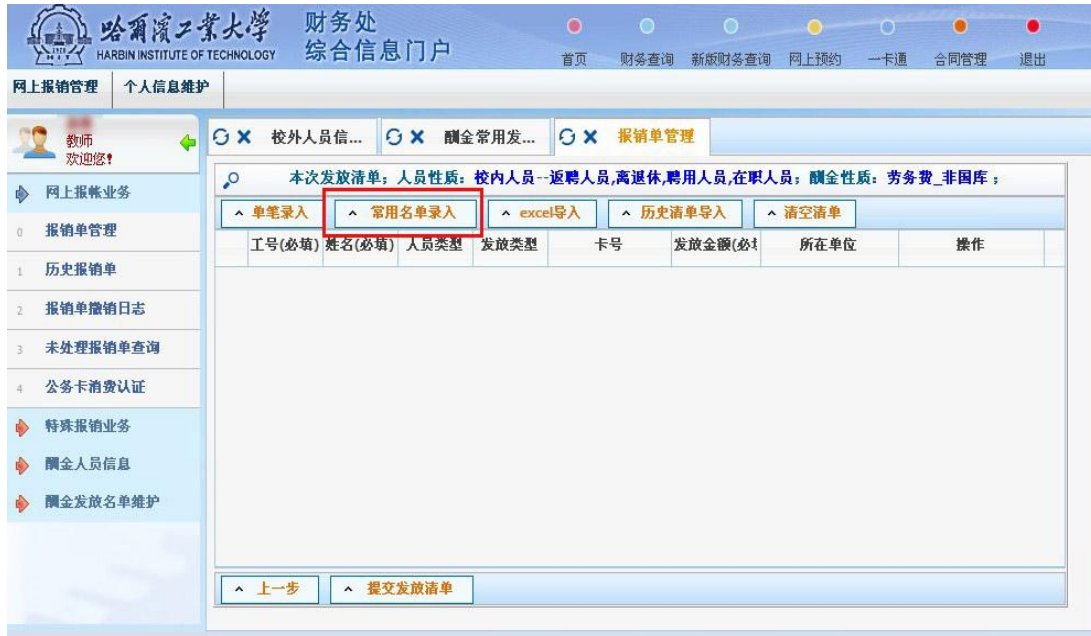 哈爾濱工業大學
HARBIN INSTITUTE OF TECHNOLOGY
财务处
综合信息门户
首页 财务查询 新版财务查询 网上预约 一卡通 合同管理 退出
网上报销管理 个人信息维护
教师
欢迎您!
校外人员信... 酬金常用发... 报销单管理
本次发放清单;人员性质:校内人员--返聘人员,离退休,聘用人员,在职人员;酬金性质:劳务费_非国库;
单笔录入 常用名单录入 excel导入 历史清单导入 清空清单
工号(必填) 姓名(必填) 人员类型 发放类型 卡号 发放金额(必 所在单位 操作
网上报帐业务
0 报销单管理
1 历史报销单
2 报销单撤销日志
3 未处理报销单查询
4 公务卡消费认证
特殊报销业务
酬金人员信息
酬金发放名单维护
上一步 提交发放清单